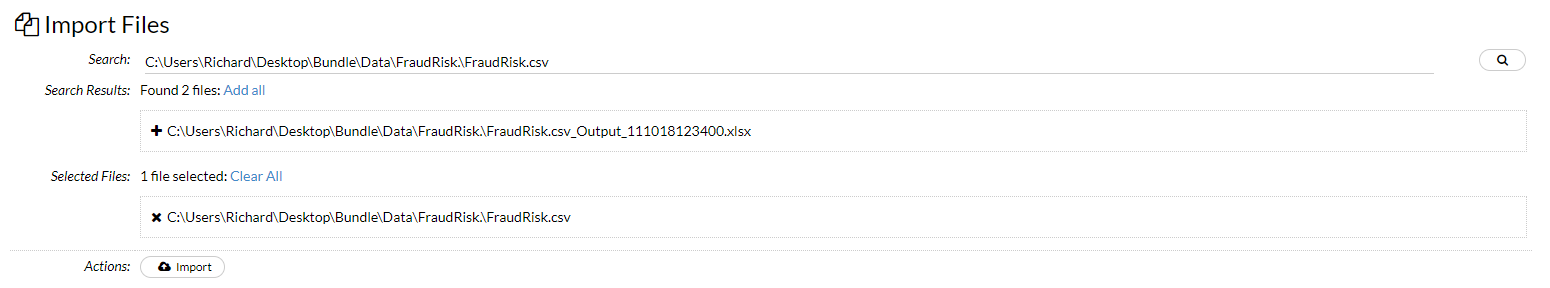 Import Files
Search: C:\Users\Richard\Desktop\Bundle\Data\FraudRisk.\FraudRisk.csv
Search Results: Found 2 files: Add all
C:\Users\Richard\Desktop\Bundle\Data\FraudRisk.\FraudRisk.csv_Output_111018123400.xlsx
Selected Files: 1 file selected: Clear All
C:\Users\Richard\Desktop\Bundle\Data\FraudRisk.\FraudRisk.csv
Actions: Import